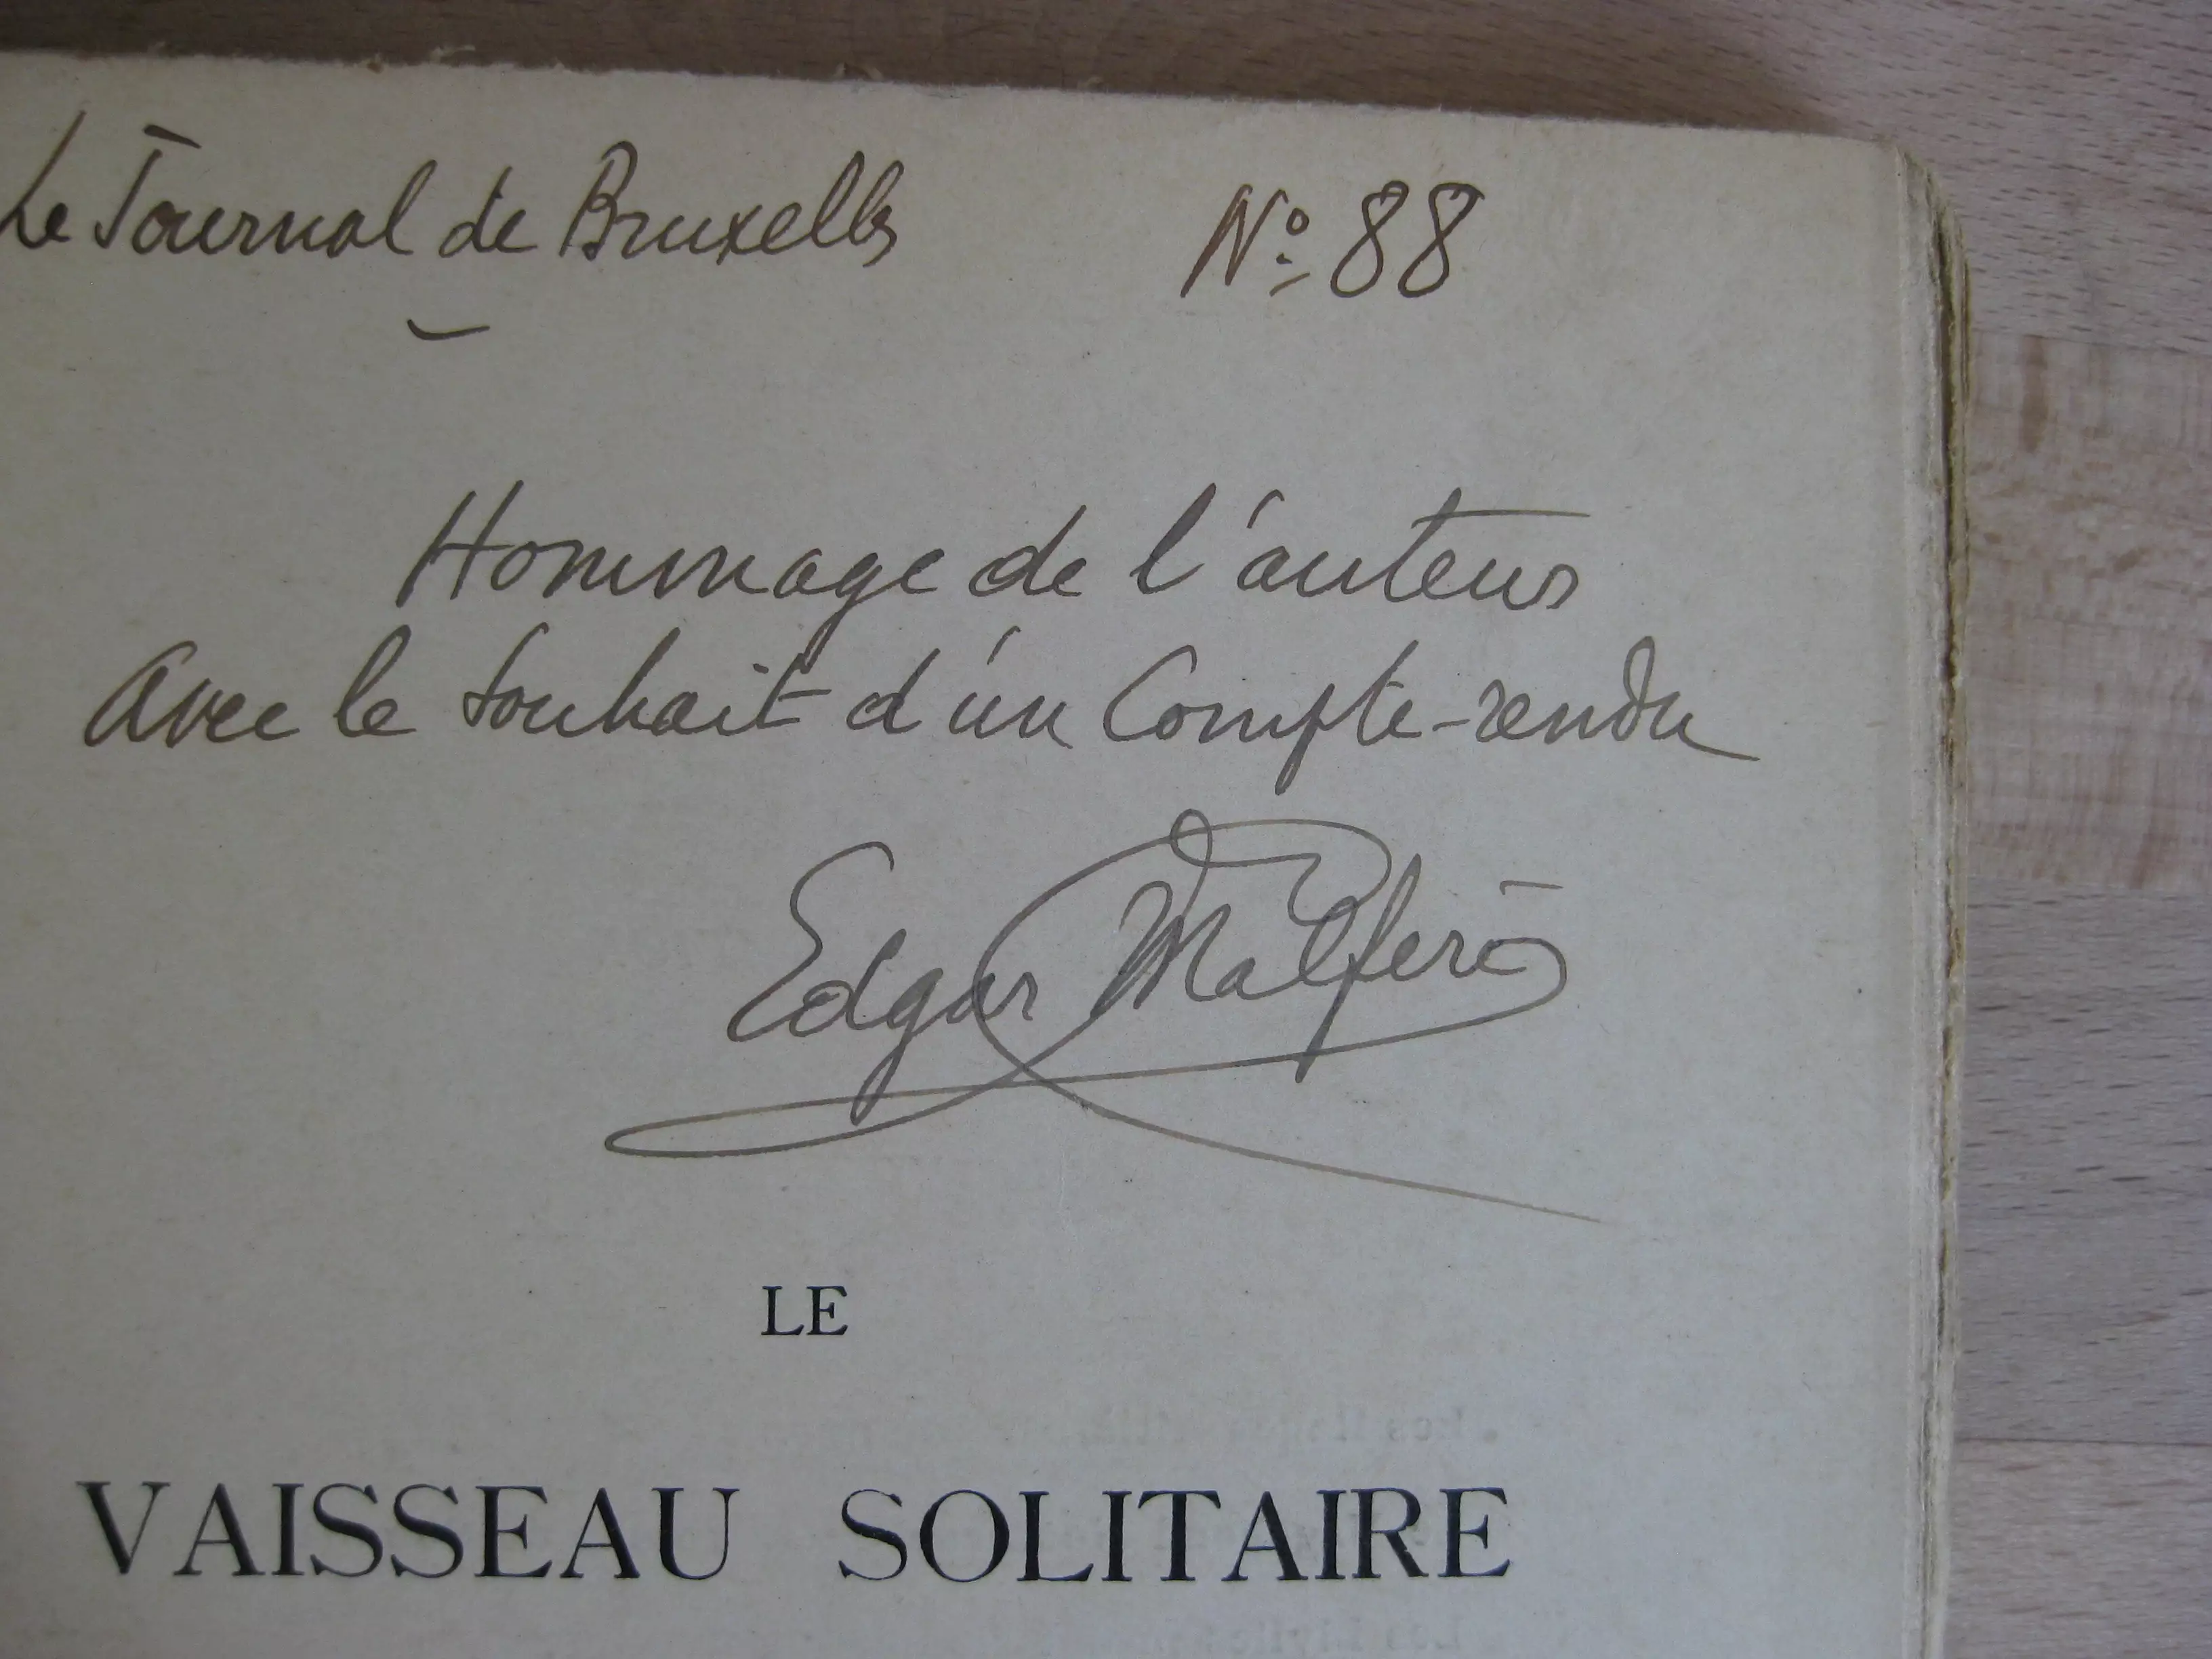 Le Journal de Bruxelles Nº 88
Hommage de l'auteur
Avec le souhait d'un Compte-rendu
Edgar Malfère
LE
VAISSEAU SOLITAIRE